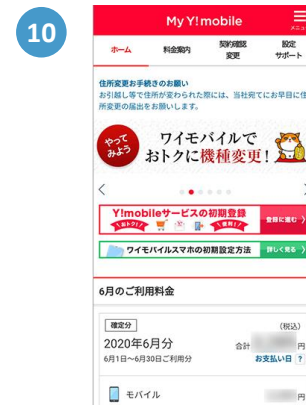 10
My Y!mobile
メニュー
ホーム
料金案内
契約確認
変更
設定
サポート
住所変更お手続きのお願い
お引越し等で住所が変わられた際には、当社宛てにお早目に住
所変更の届出をお願いします。
やって
みよう
ワイモバイルで
おトクに機種変更!
Y!mobileサービスの初期登録
おトク! 便利!
登録に進む
ワイモバイルスマホの初期設定方法
詳しく見る
6月のご利用料金
確定分
(税込)
2020年6月分
合計 円
6月1日~6月30日ご利用分
お支払い日 ?
モバイル
円